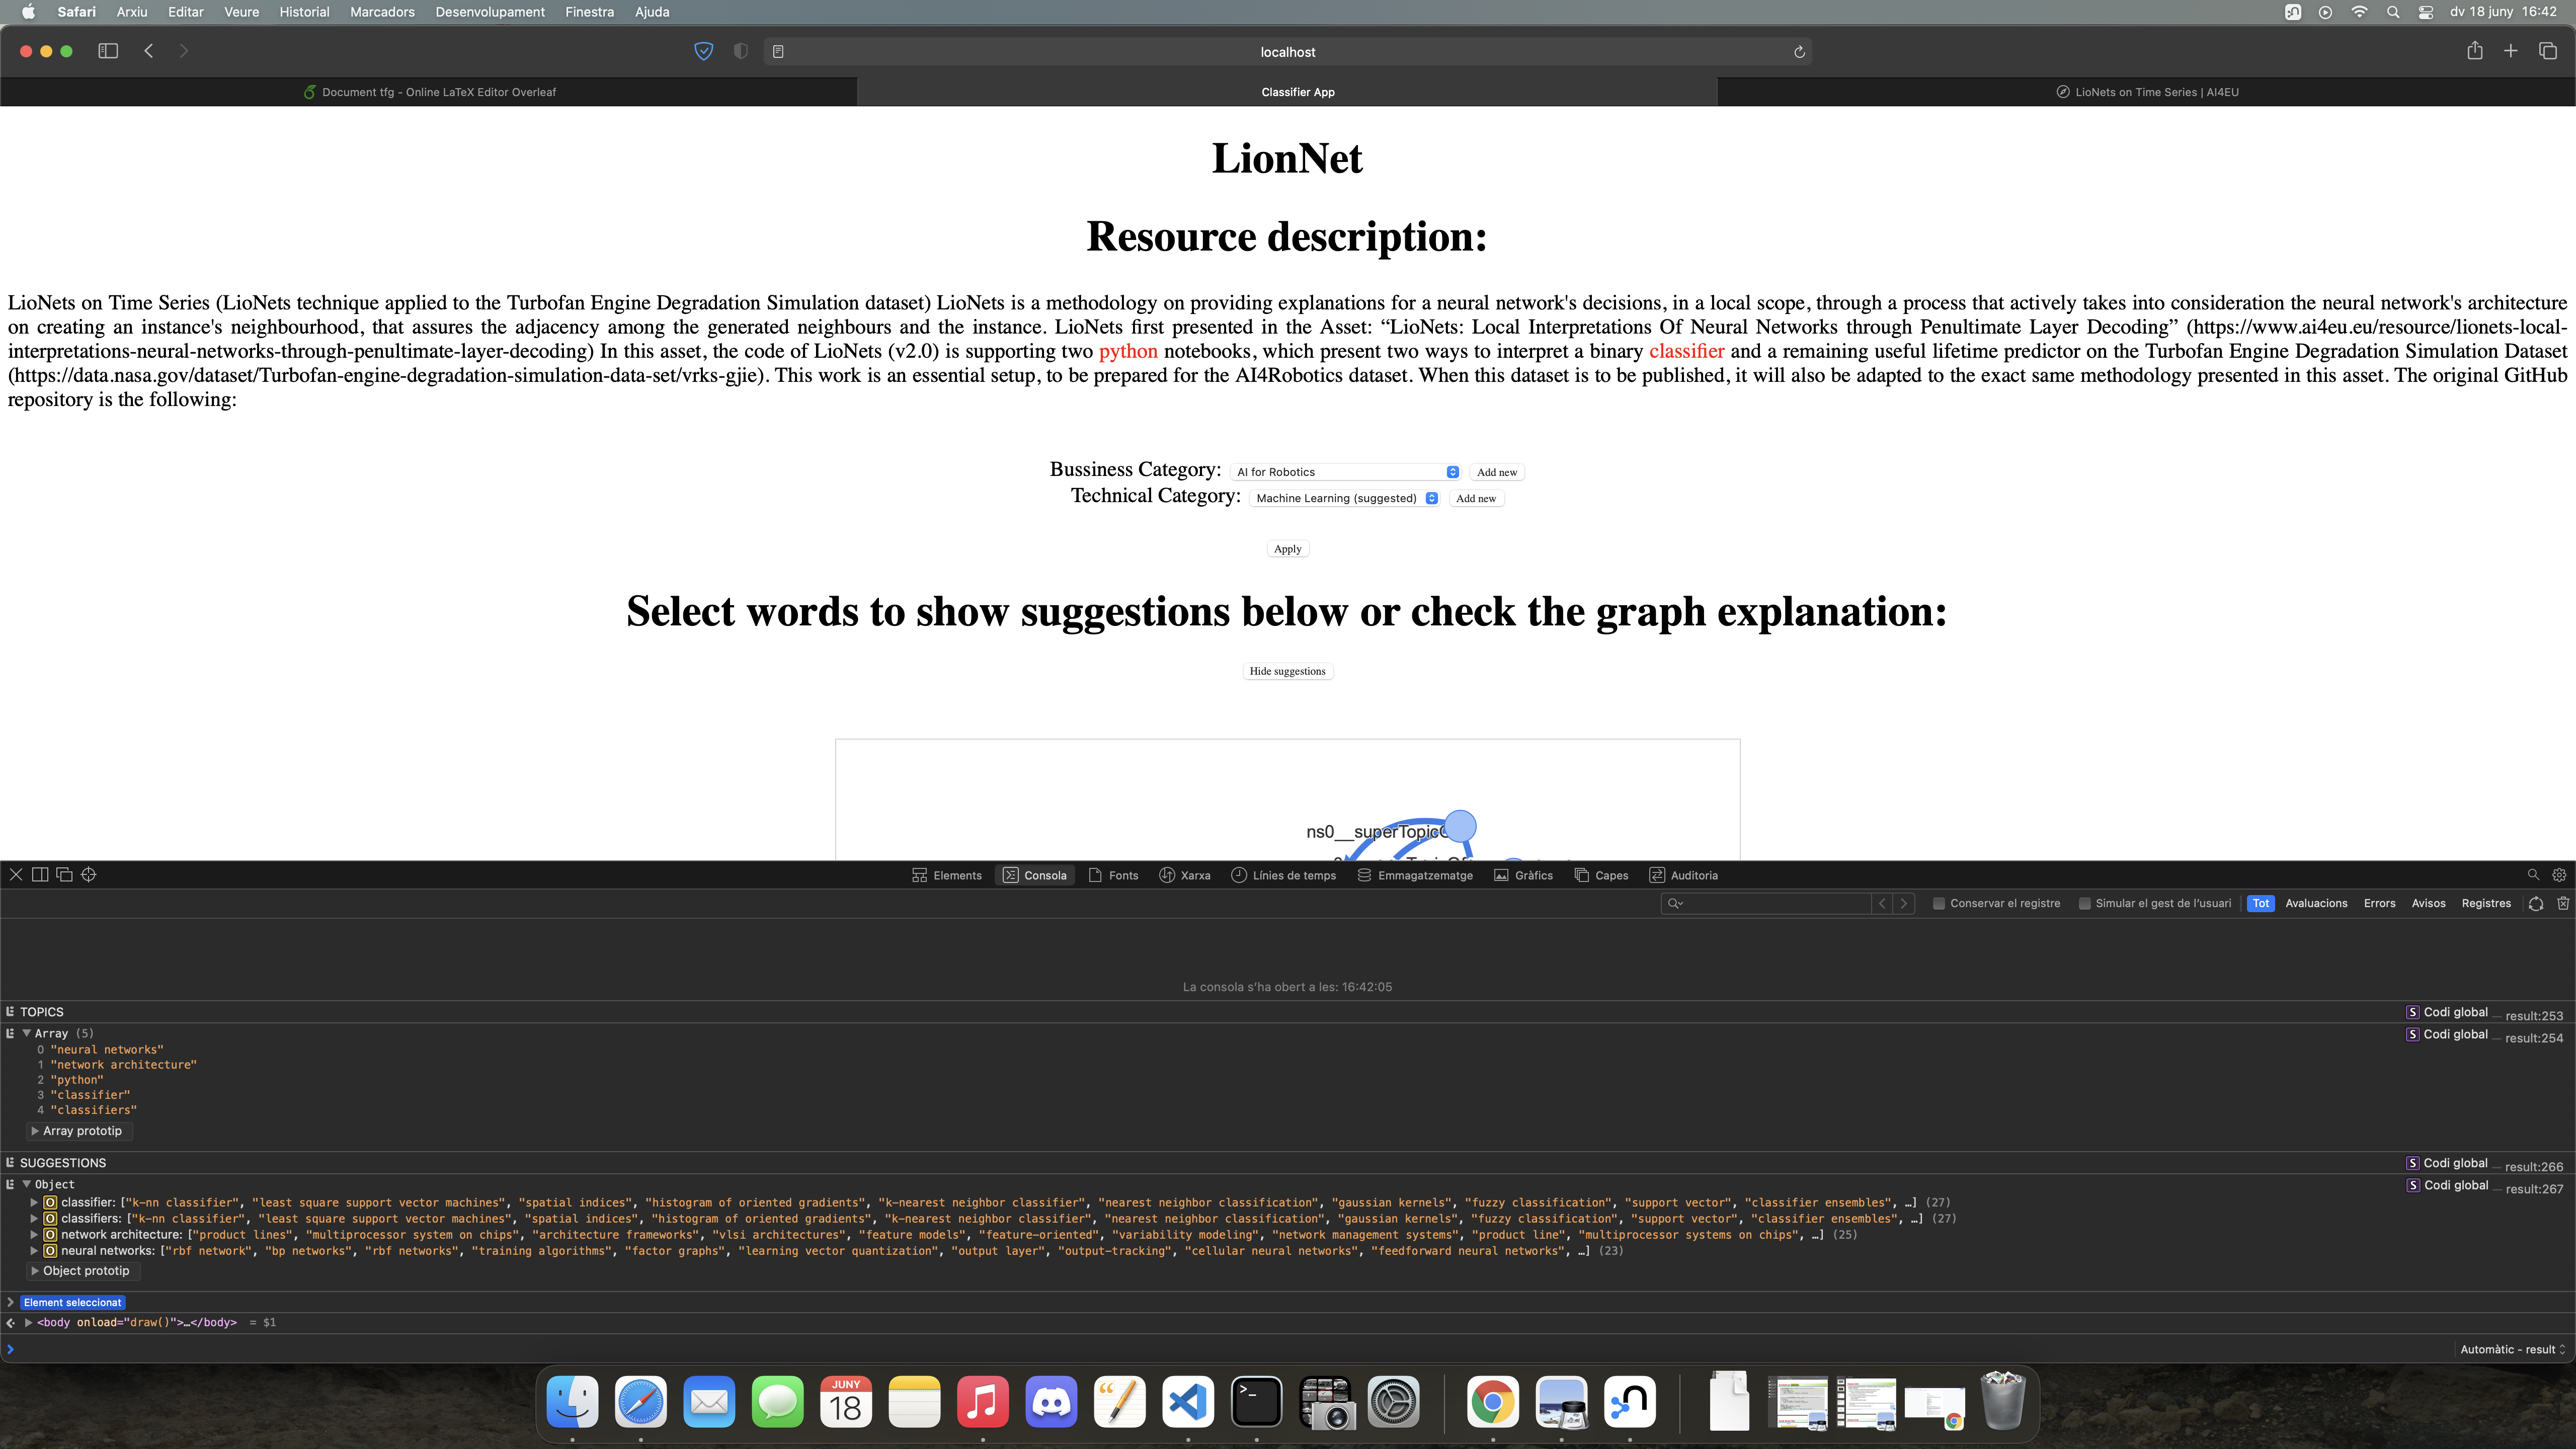 Safari Arxiu Editar Veure Historial Marcadors Desenvolupament Finestra Ajuda dv 18 juny 16:42
localhost
Document tfg - Online LaTeX Editor Overleaf Classifier App LioNets on Time Series | AI4EU
LionNet
Resource description:
LioNets on Time Series (LioNets technique applied to the Turbofan Engine Degradation Simulation dataset) LioNets is a methodology on providing explanations for a neural network's decisions, in a local scope, through a process that actively takes into consideration the neural network's architecture
on creating an instance's neighbourhood, that assures the adjacency among the generated neighbours and the instance. LioNets first presented in the Asset: “LioNets: Local Interpretations Of Neural Networks through Penultimate Layer Decoding” (https://www.ai4eu.eu/resource/lionets-local-
interpretations-neural-networks-through-penultimate-layer-decoding) In this asset, the code of LioNets (v2.0) is supporting two python notebooks, which present two ways to interpret a binary classifier and a remaining useful lifetime predictor on the Turbofan Engine Degradation Simulation Dataset
(https://data.nasa.gov/dataset/Turbofan-engine-degradation-simulation-data-set/vrks-gjie). This work is an essential setup, to be prepared for the AI4Robotics dataset. When this dataset is to be published, it will also be adapted to the exact same methodology presented in this asset. The original GitHub
repository is the following:
Bussiness Category: AI for Robotics Add new
Technical Category: Machine Learning (suggested) Add new
Apply
Select words to show suggestions below or check the graph explanation:
Hide suggestions
ns0__superTopicO
Elements Consola Fonts Xarxa Línies de temps Emmagatzematge Gràfics Capes Auditoria
Conservar el registre Simular el gest de l'usuari Tot Avaluacions Errors Avisos Registres
La consola s'ha obert a les: 16:42:05
TOPICS S Codi global — result:253
Array (5) S Codi global — result:254
0 "neural networks"
1 "network architecture"
2 "python"
3 "classifier"
4 "classifiers"
Array prototip
SUGGESTIONS S Codi global — result:266
Object S Codi global — result:267
O classifier: ["k-nn classifier", "least square support vector machines", "spatial indices", "histogram of oriented gradients", "k-nearest neighbor classifier", "nearest neighbor classification", "gaussian kernels", "fuzzy classification", "support vector", "classifier ensembles", …] (27)
O classifiers: ["k-nn classifier", "least square support vector machines", "spatial indices", "histogram of oriented gradients", "k-nearest neighbor classifier", "nearest neighbor classification", "gaussian kernels", "fuzzy classification", "support vector", "classifier ensembles", …] (27)
O network architecture: ["product lines", "multiprocessor system on chips", "architecture frameworks", "vlsi architectures", "feature models", "feature-oriented", "variability modeling", "network management systems", "product line", "multiprocessor systems on chips", …] (25)
O neural networks: ["rbf network", "bp networks", "rbf networks", "training algorithms", "factor graphs", "learning vector quantization", "output layer", "output-tracking", "cellular neural networks", "feedforward neural networks", …] (23)
Object prototip
Element seleccionat
<body onload="draw()">…</body> = $1
Automàtic - result
JUNY
18